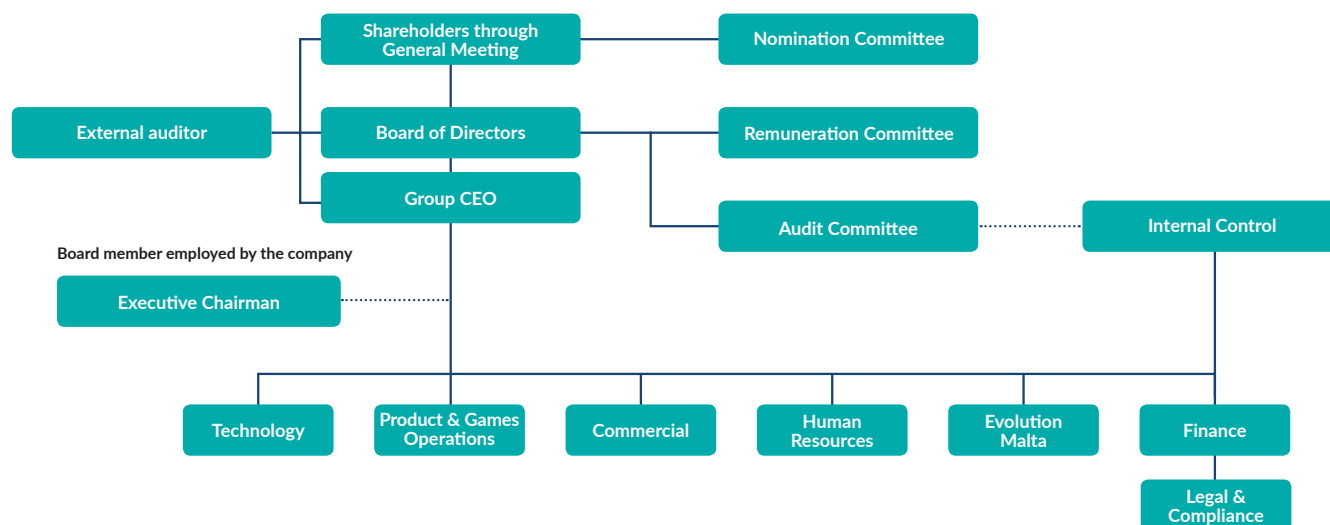 Shareholders through
General Meeting
Nomination Committee
External auditor
Board of Directors
Remuneration Committee
Group CEO
Audit Committee
Internal Control
Board member employed by the company
Executive Chairman
Technology
Product & Games
Operations
Commercial
Human
Resources
Evolution
Malta
Finance
Legal &
Compliance